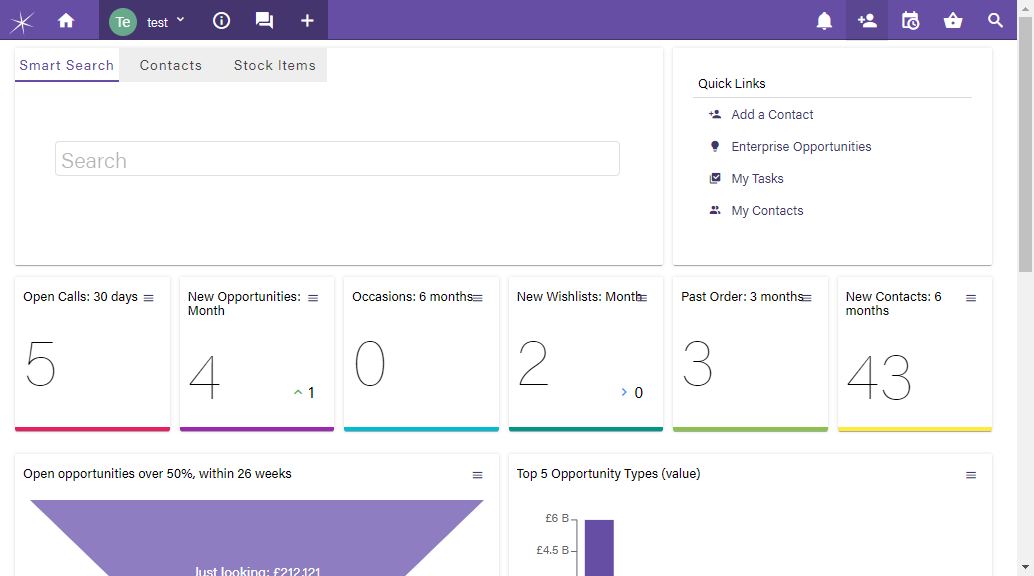 Te test
Smart Search Contacts Stock Items
Search
Quick Links
Add a Contact
Enterprise Opportunities
My Tasks
My Contacts
Open Calls: 30 days
5
New Opportunities:
Month
4
1
Occasions: 6 months
0
New Wishlists: Month
2
0
Past Order: 3 months
3
New Contacts: 6
months
43
Open opportunities over 50%, within 26 weeks
Just looking: £212,121
Top 5 Opportunity Types (value)
£6 B
£4.5 B